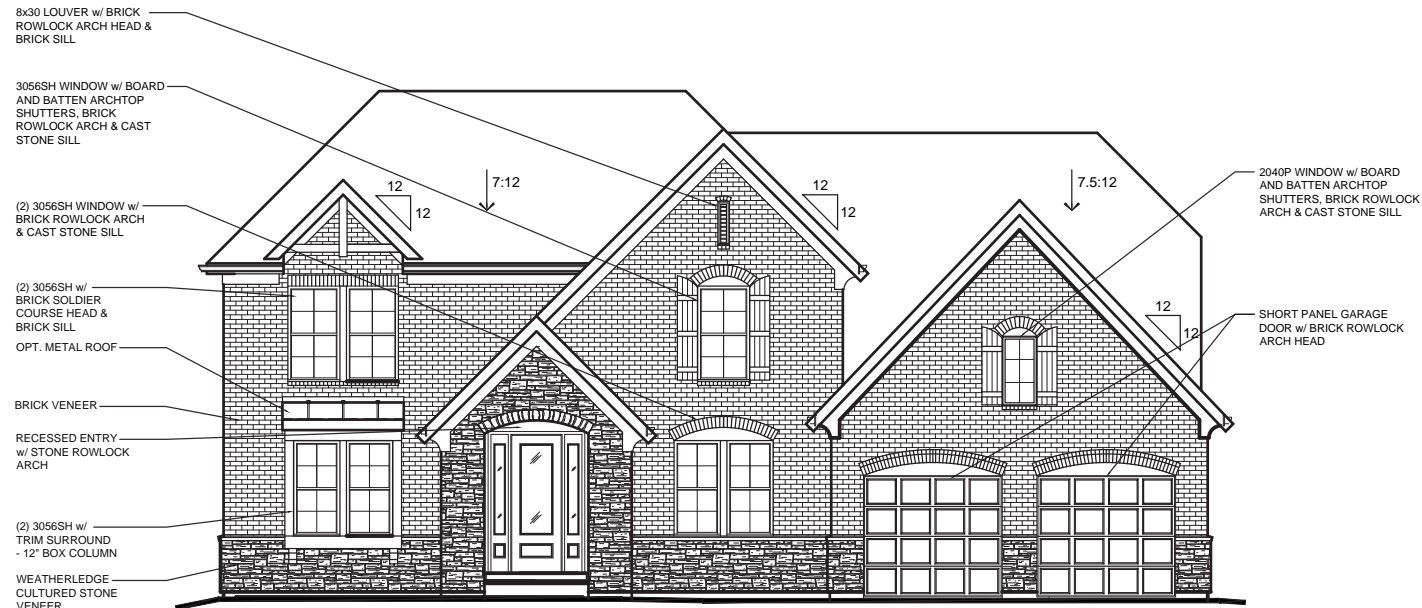 8x30 LOUVER w/ BRICK
ROWLOCK ARCH HEAD &
BRICK SILL
3056SH WINDOW w/ BOARD
AND BATTEN ARCHTOP
SHUTTERS, BRICK
ROWLOCK ARCH & CAST
STONE SILL
(2) 3056SH WINDOW w/
BRICK ROWLOCK ARCH
& CAST STONE SILL
(2) 3056SH w/
BRICK SOLDIER
COURSE HEAD &
BRICK SILL
OPT. METAL ROOF
BRICK VENEER
RECESSED ENTRY
w/ STONE ROWLOCK
ARCH
(2) 3056SH w/
TRIM SURROUND
- 12" BOX COLUMN
WEATHERLEDGE
CULTURED STONE
VENEER
12
12
7:12
12
12
7.5:12
12
12
2040P WINDOW w/ BOARD
AND BATTEN ARCHTOP
SHUTTERS, BRICK ROWLOCK
ARCH & CAST STONE SILL
SHORT PANEL GARAGE
DOOR w/ BRICK ROWLOCK
ARCH HEAD